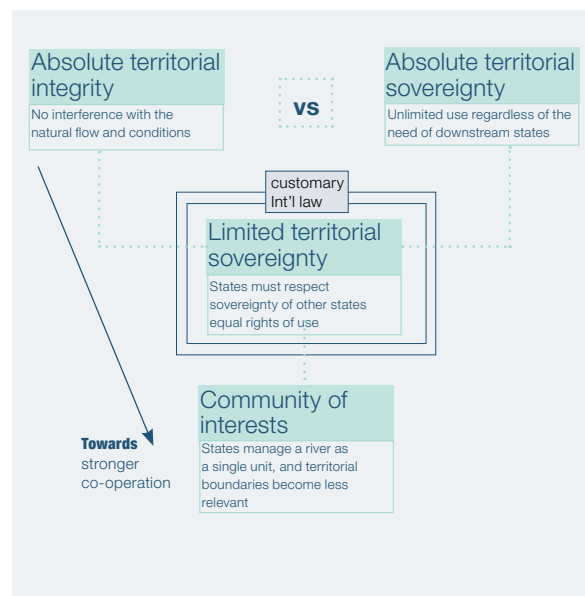 Absolute territorial
integrity
No interference with the
natural flow and conditions
vs
Absolute territorial
sovereignty
Unlimited use regardless of the
need of downstream states
customary
Int'l law
Limited territorial
sovereignty
States must respect
sovereignty of other states
equal rights of use
Community of
interests
States manage a river as
a single unit, and territorial
boundaries become less
relevant
Towards
stronger
co-operation